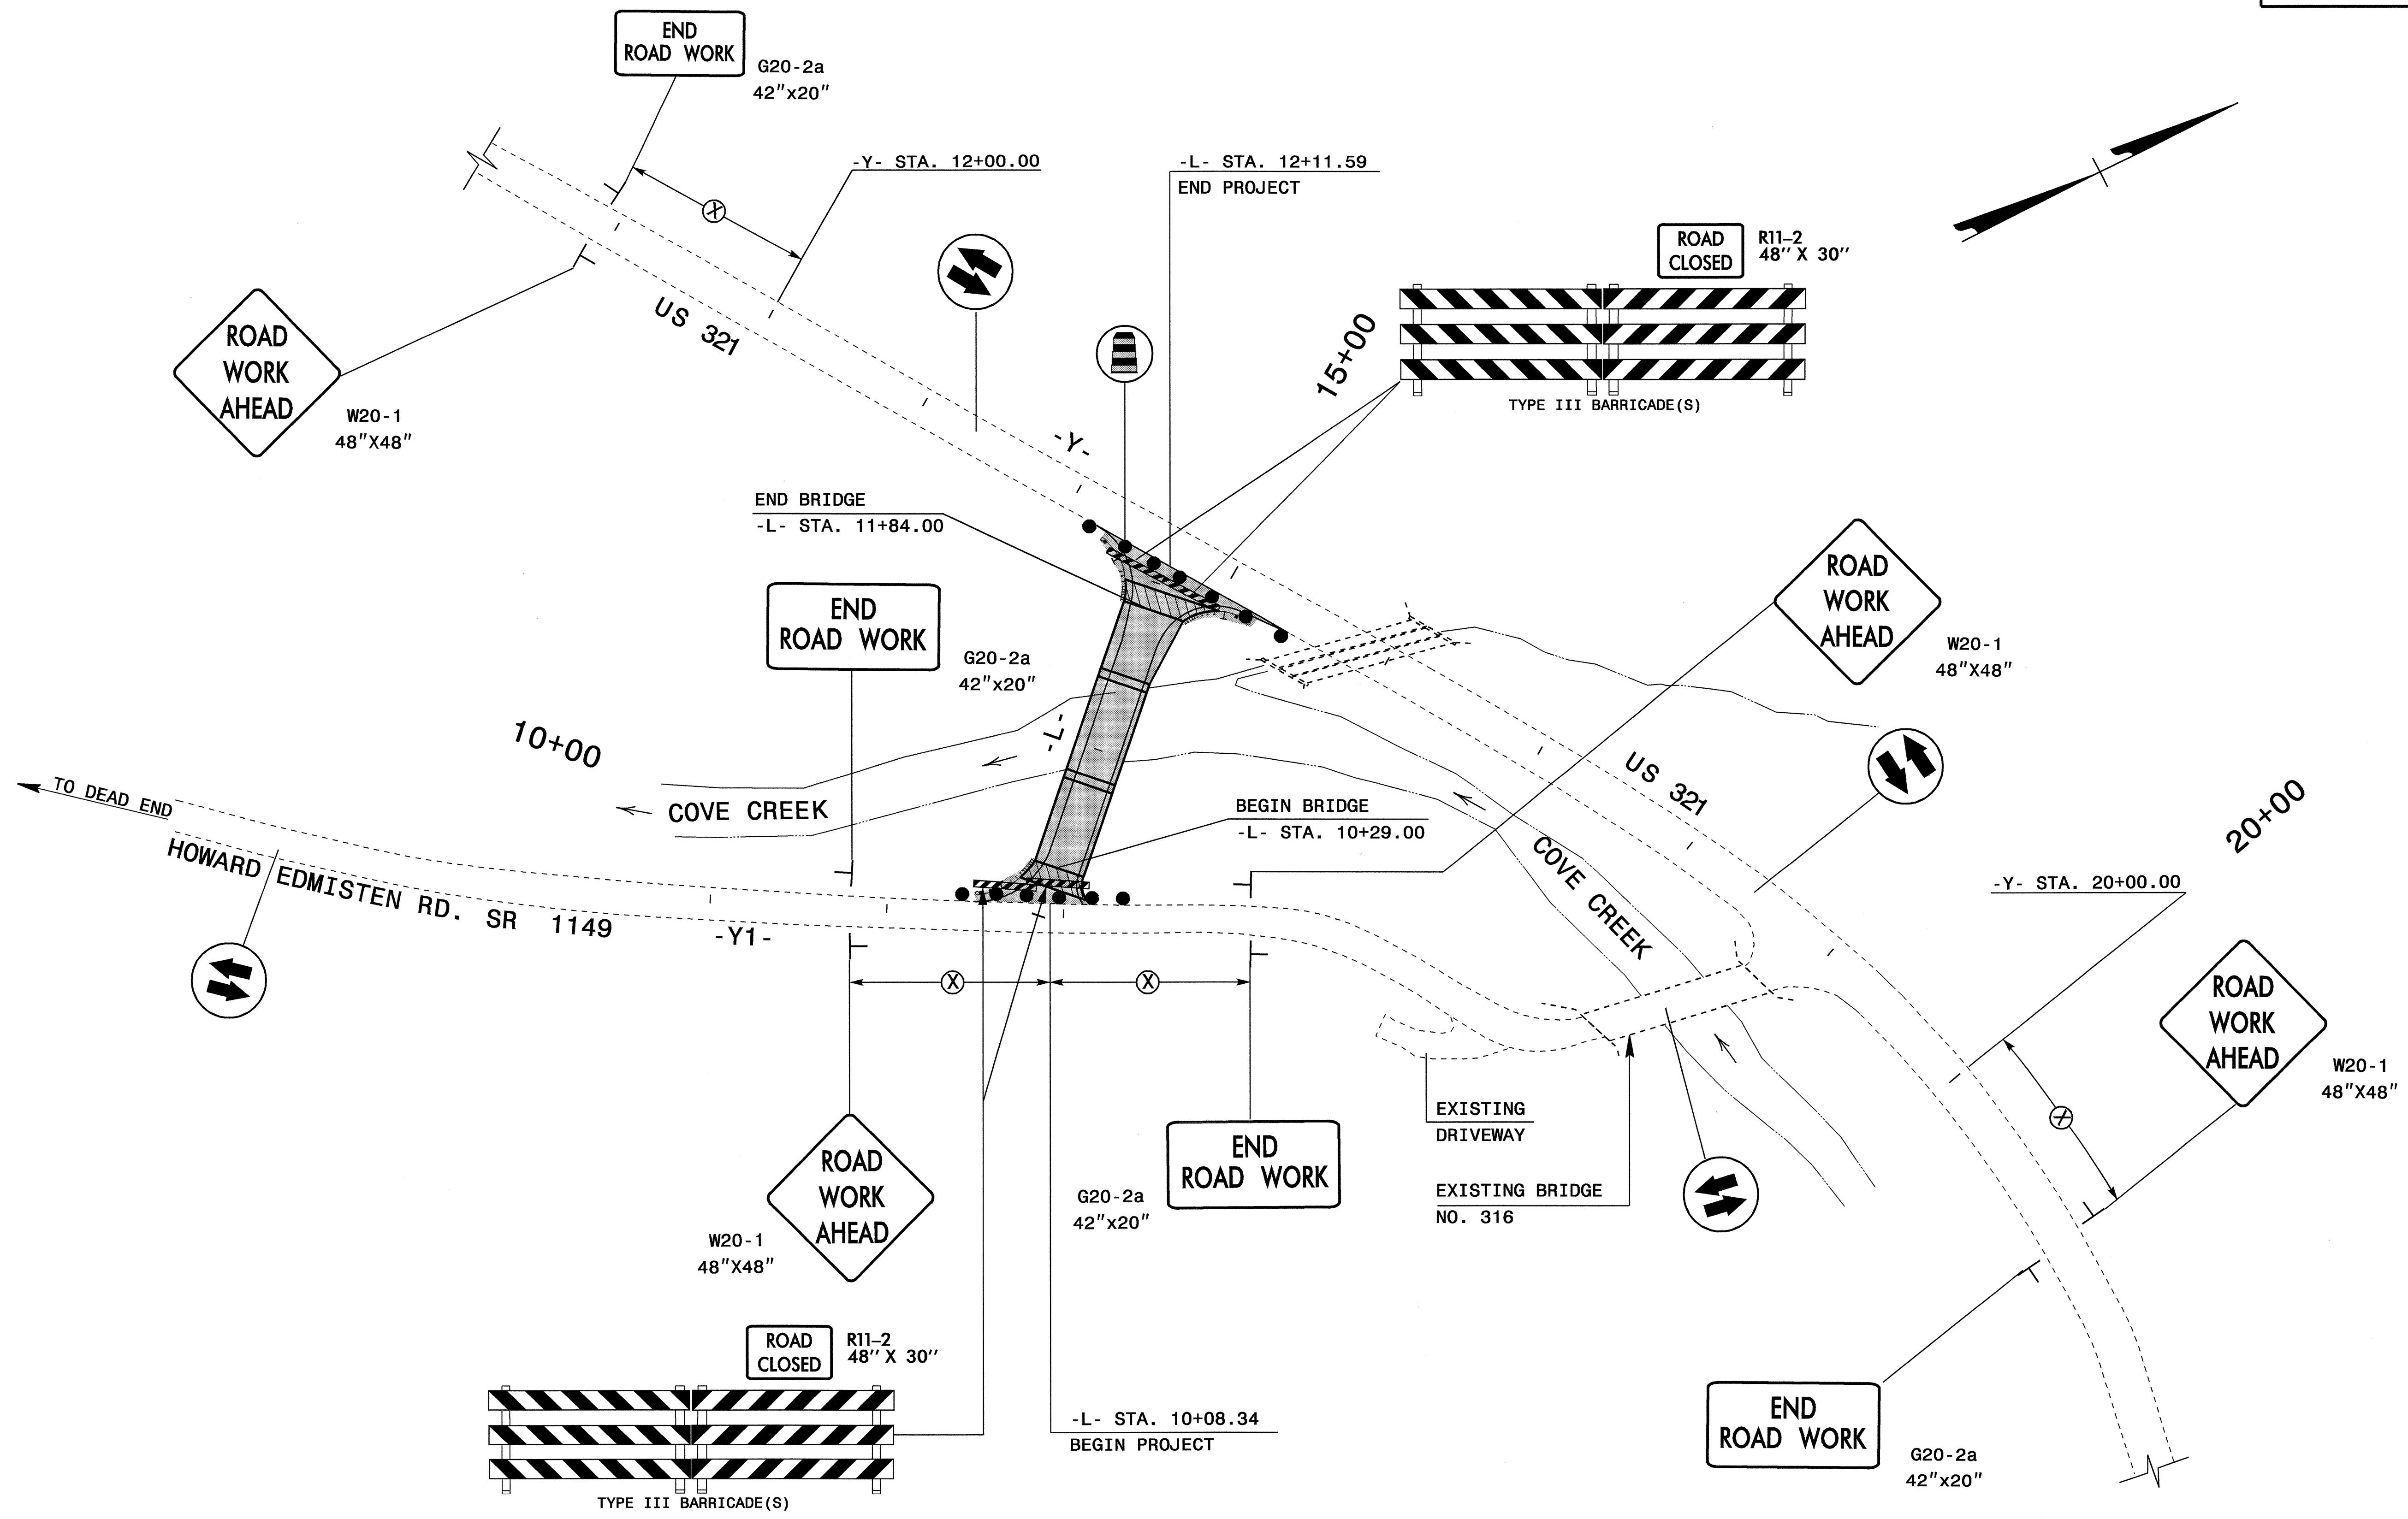 END
ROAD WORK
G20-2a
42"x20"
-Y- STA. 12+00.00
-L- STA. 12+11.59
END PROJECT
X
ROAD
CLOSED
R11–2
48" X 30"
TYPE III BARRICADE(S)
15+00
US 321
ROAD
WORK
AHEAD
W20-1
48"X48"
-Y-
END BRIDGE
-L- STA. 11+84.00
END
ROAD WORK
G20-2a
42"x20"
ROAD
WORK
AHEAD
W20-1
48"X48"
10+00
-L-
US 321
TO DEAD END
COVE CREEK
BEGIN BRIDGE
-L- STA. 10+29.00
20+00
HOWARD EDMISTEN RD. SR 1149
-Y1-
COVE CREEK
-Y- STA. 20+00.00
X
X
ROAD
WORK
AHEAD
W20-1
48"X48"
X
EXISTING
DRIVEWAY
END
ROAD WORK
G20-2a
42"x20"
ROAD
WORK
AHEAD
W20-1
48"X48"
EXISTING BRIDGE
NO. 316
ROAD
CLOSED
R11–2
48" X 30"
TYPE III BARRICADE(S)
-L- STA. 10+08.34
BEGIN PROJECT
END
ROAD WORK
G20-2a
42"x20"